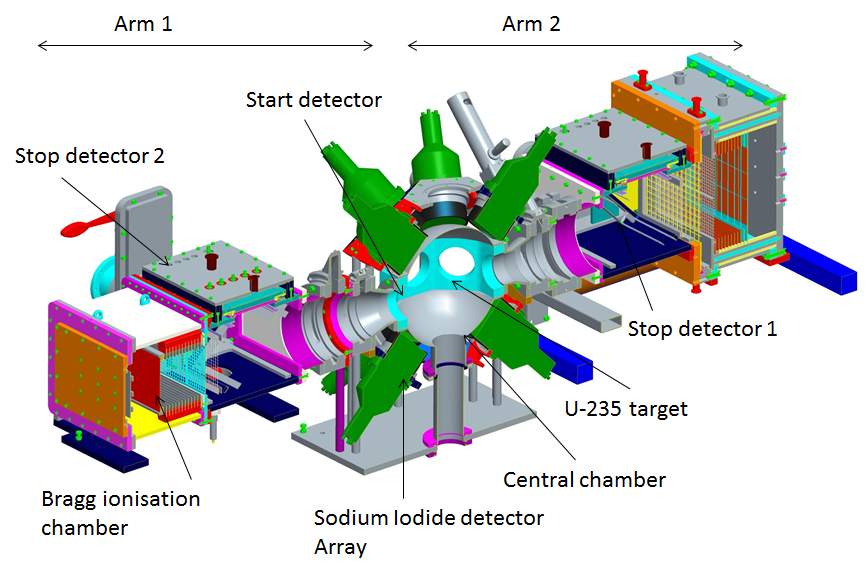 Arm 1
Arm 2
Start detector
Stop detector 2
Stop detector 1
U-235 target
Central chamber
Bragg ionisation
chamber
Sodium Iodide detector
Array